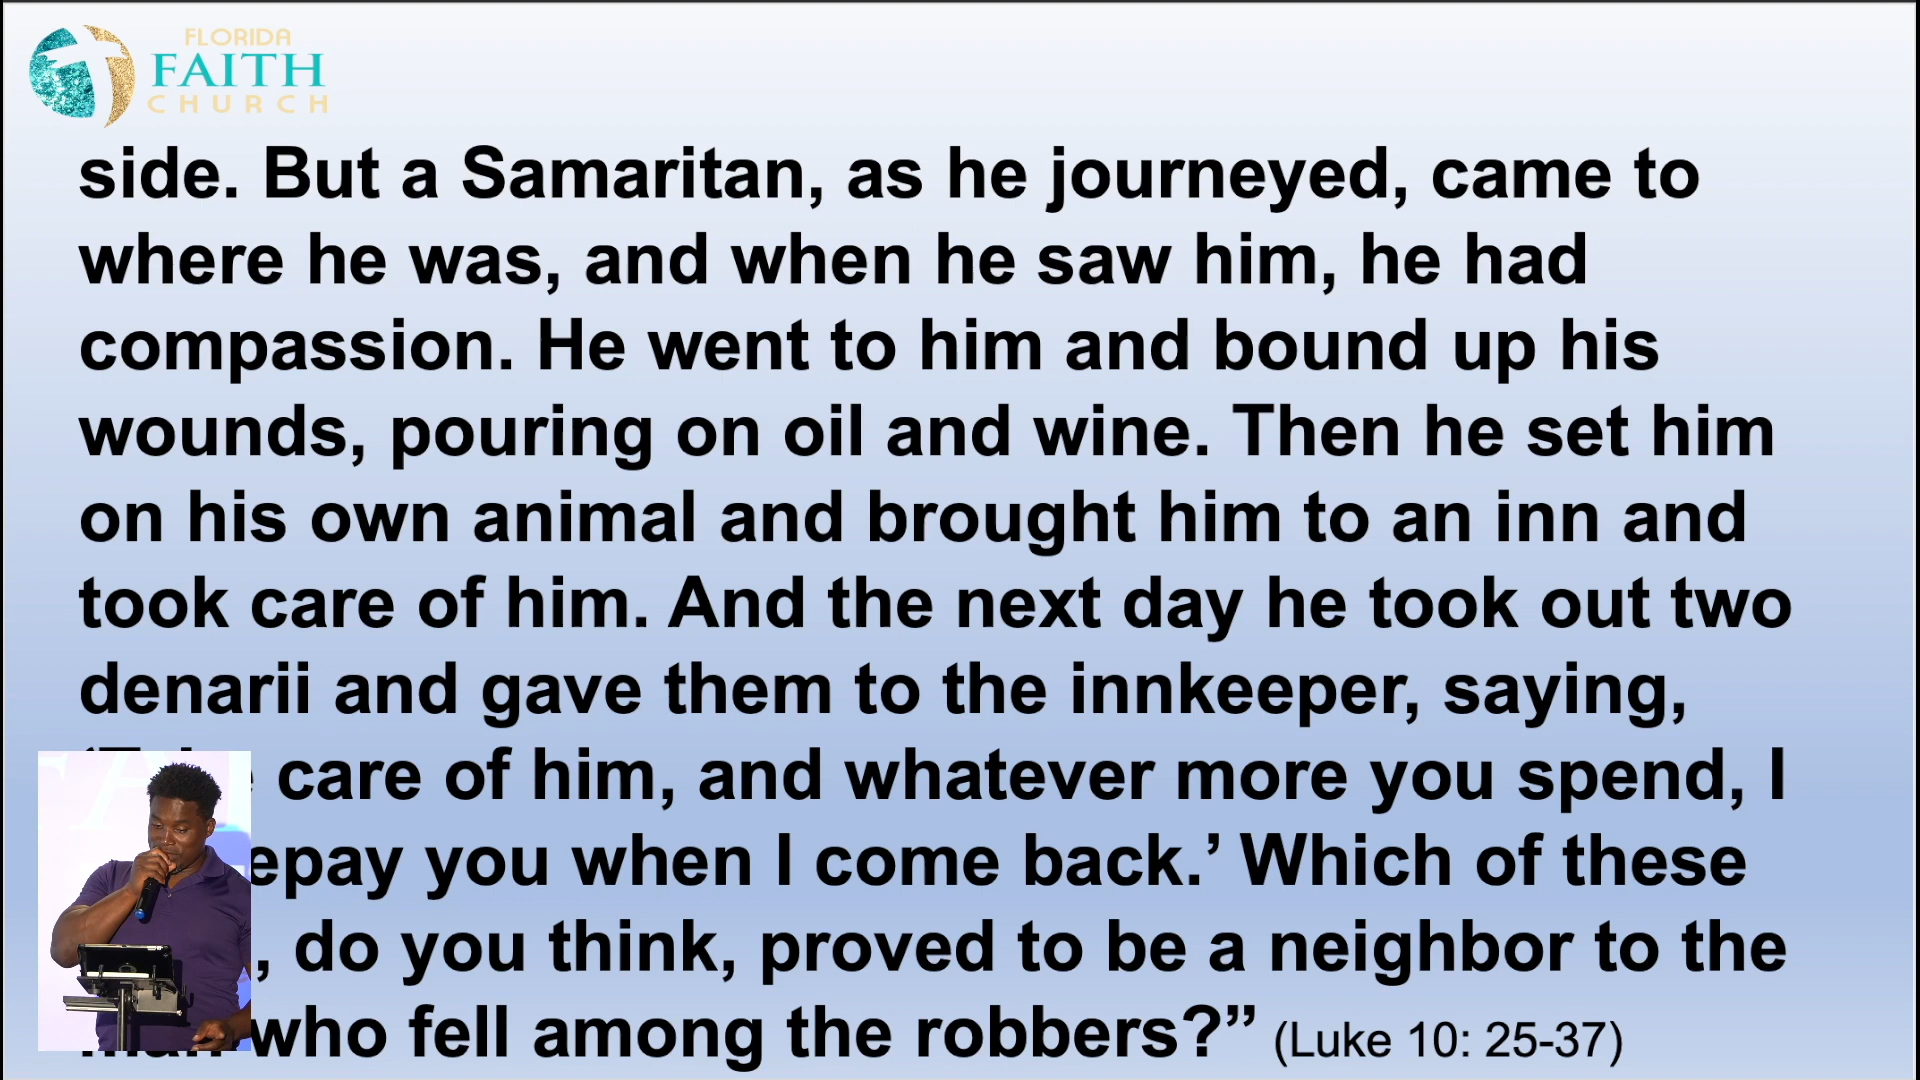 FLORIDA
FAITH
CHURCH
side. But a Samaritan, as he journeyed, came to
where he was, and when he saw him, he had
compassion. He went to him and bound up his
wounds, pouring on oil and wine. Then he set him
on his own animal and brought him to an inn and
took care of him. And the next day he took out two
denarii and gave them to the innkeeper, saying,
care of him, and whatever more you spend, I
epay you when I come back.’ Which of these
, do you think, proved to be a neighbor to the
who fell among the robbers?” (Luke 10: 25-37)